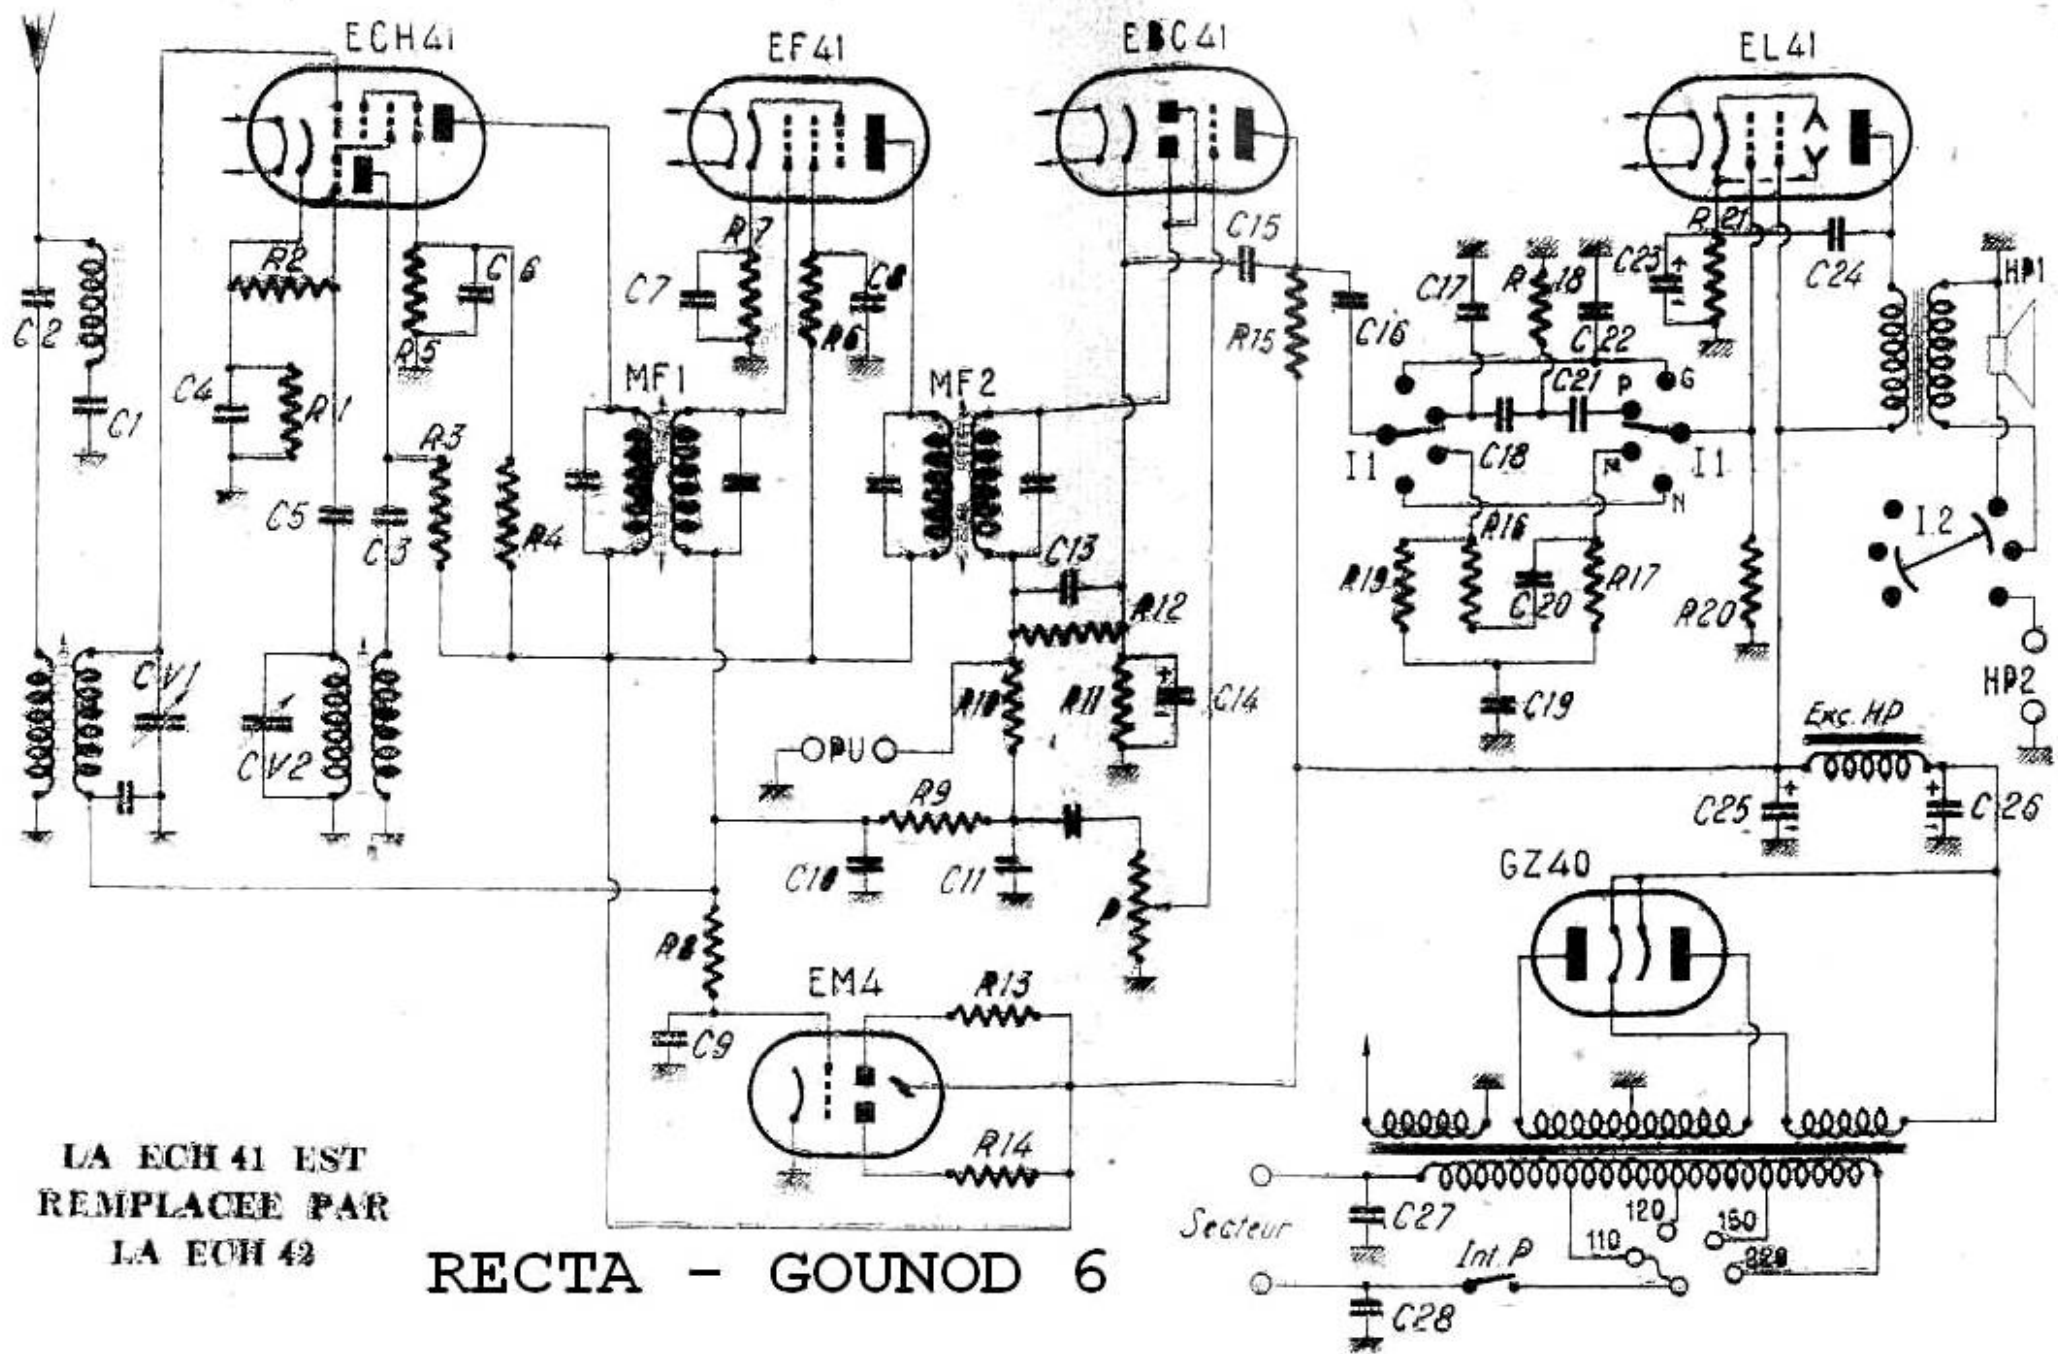 ECH41
EF41
EBC41
EL41
R2
C6
R7
C7
C8
C15
R21
C23
C24
HP1
C2
R5
R6
R15
C16
C17
R18
C22
C21
P
G
C4
R1
C1
MF1
MF2
I1
C18
M
I1
N
R3
C5
C3
R4
C13
R16
R19
C20
R17
I.2
R12
R20
CV1
R10
R11
C14
C19
HP2
CV2
PU
Exc. HP
R9
C25
C26
C10
C11
P
GZ40
R8
EM4
R13
C9
R14
LA ECH 41 EST
REMPLACEE PAR
LA ECH 42
Secteur
C27
120
150
110
220
Int. P
C28
RECTA - GOUNOD 6